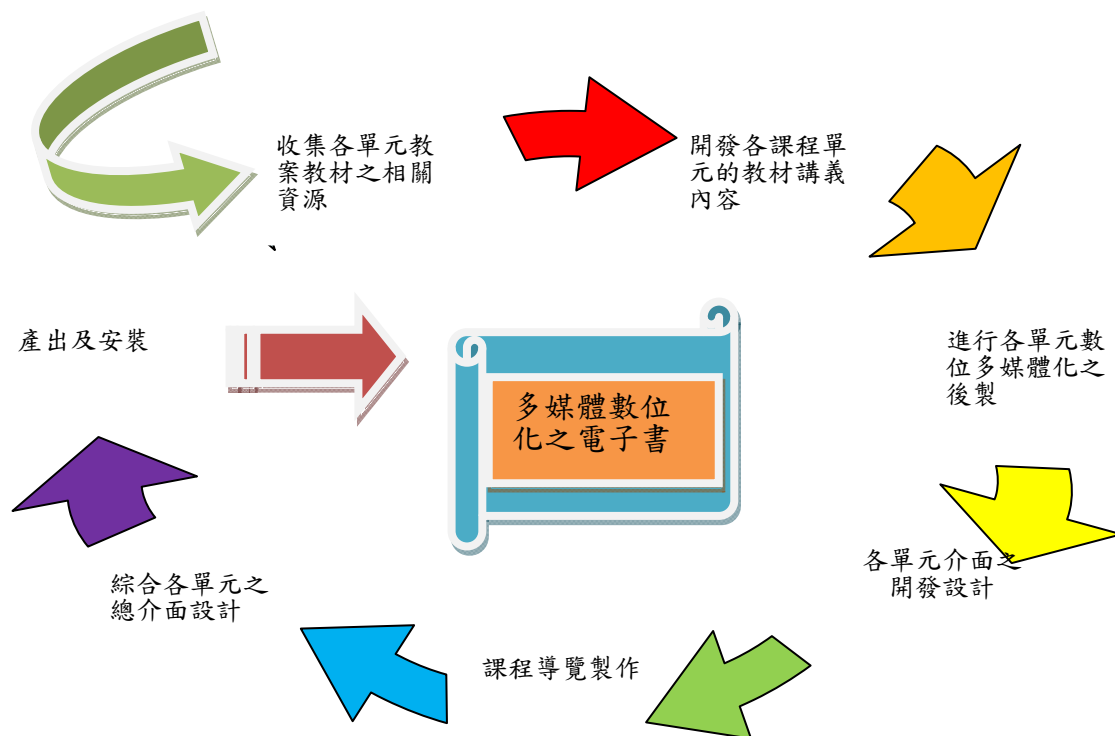 收集各單元教
案教材之相關
資源
、
開發各課程單
元的教材講義
內容
進行各單元數
位多媒體化之
後製
各單元介面之
開發設計
課程導覽製作
綜合各單元之
總介面設計
產出及安裝
多媒體數位
化之電子書